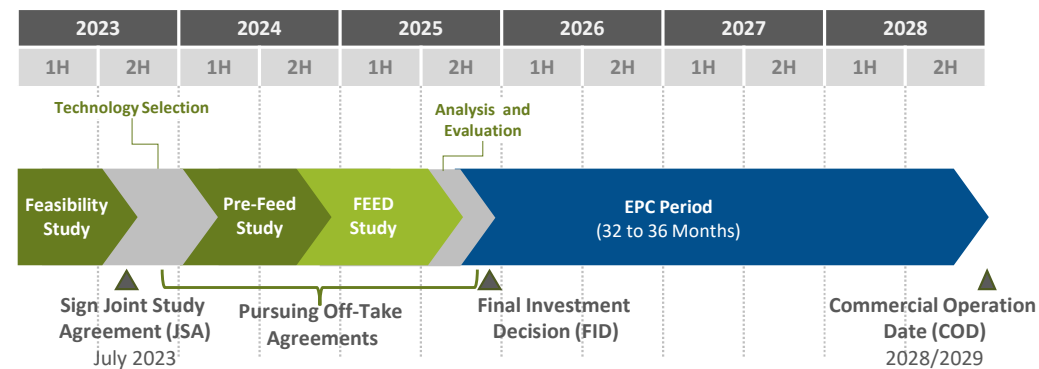 2023 2024 2025 2026 2027 2028
1H 2H 1H 2H 1H 2H 1H 2H 1H 2H 1H 2H
Technology Selection
Analysis and
Evaluation
Feasibility
Study
Pre-Feed
Study
FEED
Study
EPC Period
(32 to 36 Months)
Sign Joint Study
Agreement (JSA)
July 2023
Pursuing Off-Take
Agreements
Final Investment
Decision (FID)
Commercial Operation
Date (COD)
2028/2029